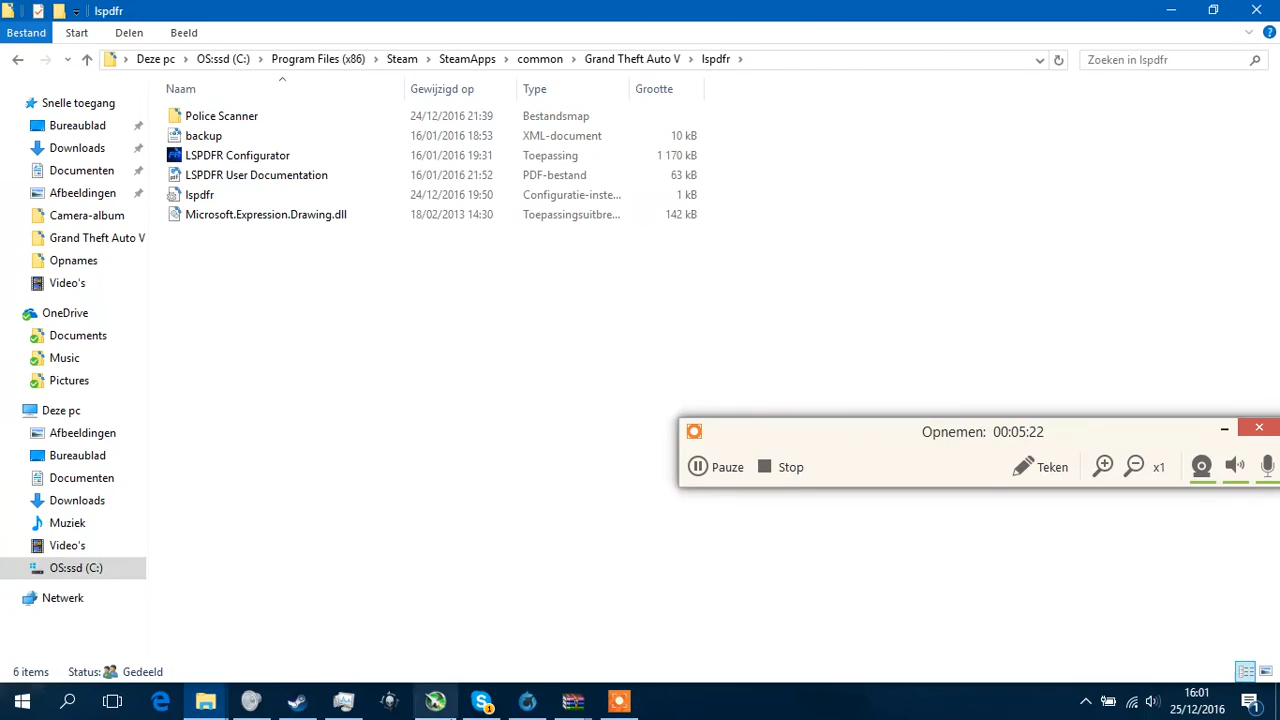 lspdfr
Bestand Start Delen Beeld
Deze pc OS:ssd (C:) Program Files (x86) Steam SteamApps common Grand Theft Auto V lspdfr
Zoeken in lspdfr
Naam Gewijzigd op Type Grootte
Police Scanner 24/12/2016 21:39 Bestandsmap
backup 16/01/2016 18:53 XML-document 10 kB
LSPDFR Configurator 16/01/2016 19:31 Toepassing 1 170 kB
LSPDFR User Documentation 16/01/2016 21:52 PDF-bestand 63 kB
lspdfr 24/12/2016 19:50 Configuratie-inste... 1 kB
Microsoft.Expression.Drawing.dll 18/02/2013 14:30 Toepassingsuitbre... 142 kB
Snelle toegang
Bureaublad
Downloads
Documenten
Afbeeldingen
Camera-album
Grand Theft Auto V
Opnames
Video's
OneDrive
Documents
Music
Pictures
Deze pc
Afbeeldingen
Bureaublad
Documenten
Downloads
Muziek
Video's
OS:ssd (C:)
Netwerk
Opnemen: 00:05:22
Pauze Stop Teken x1
6 items Status: Gedeeld
16:01
25/12/2016